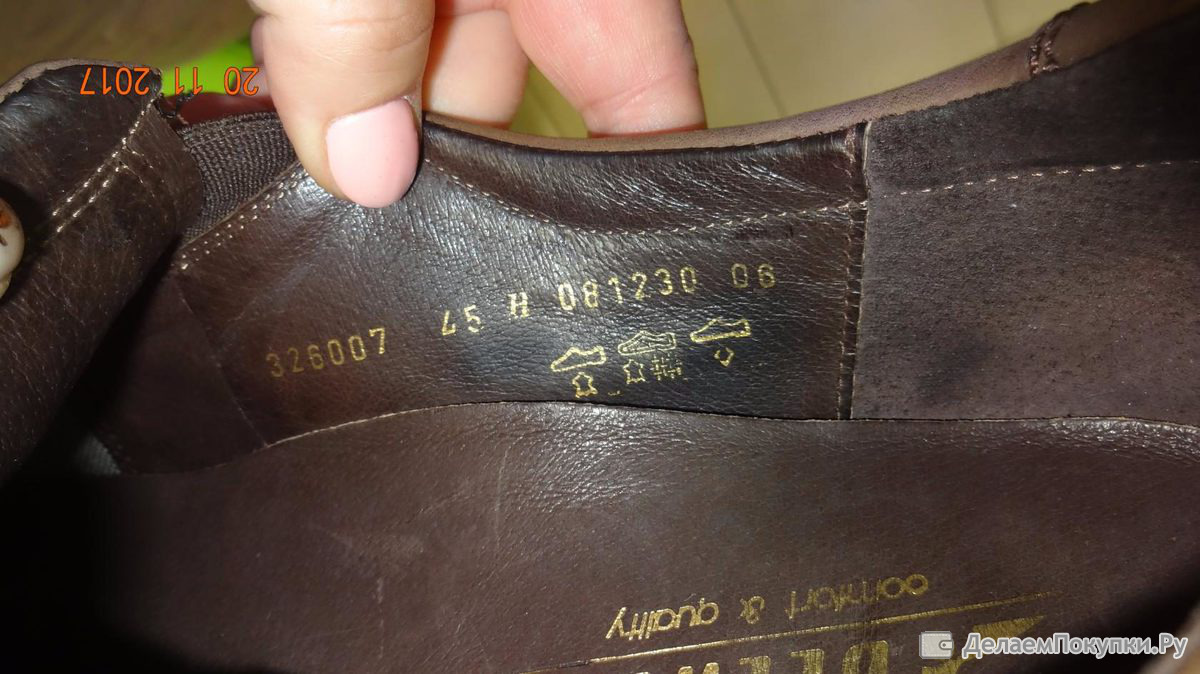 20 11 2017
326007 45 H 081230 06
comfort & quality
ДелаемПокупки.Ру